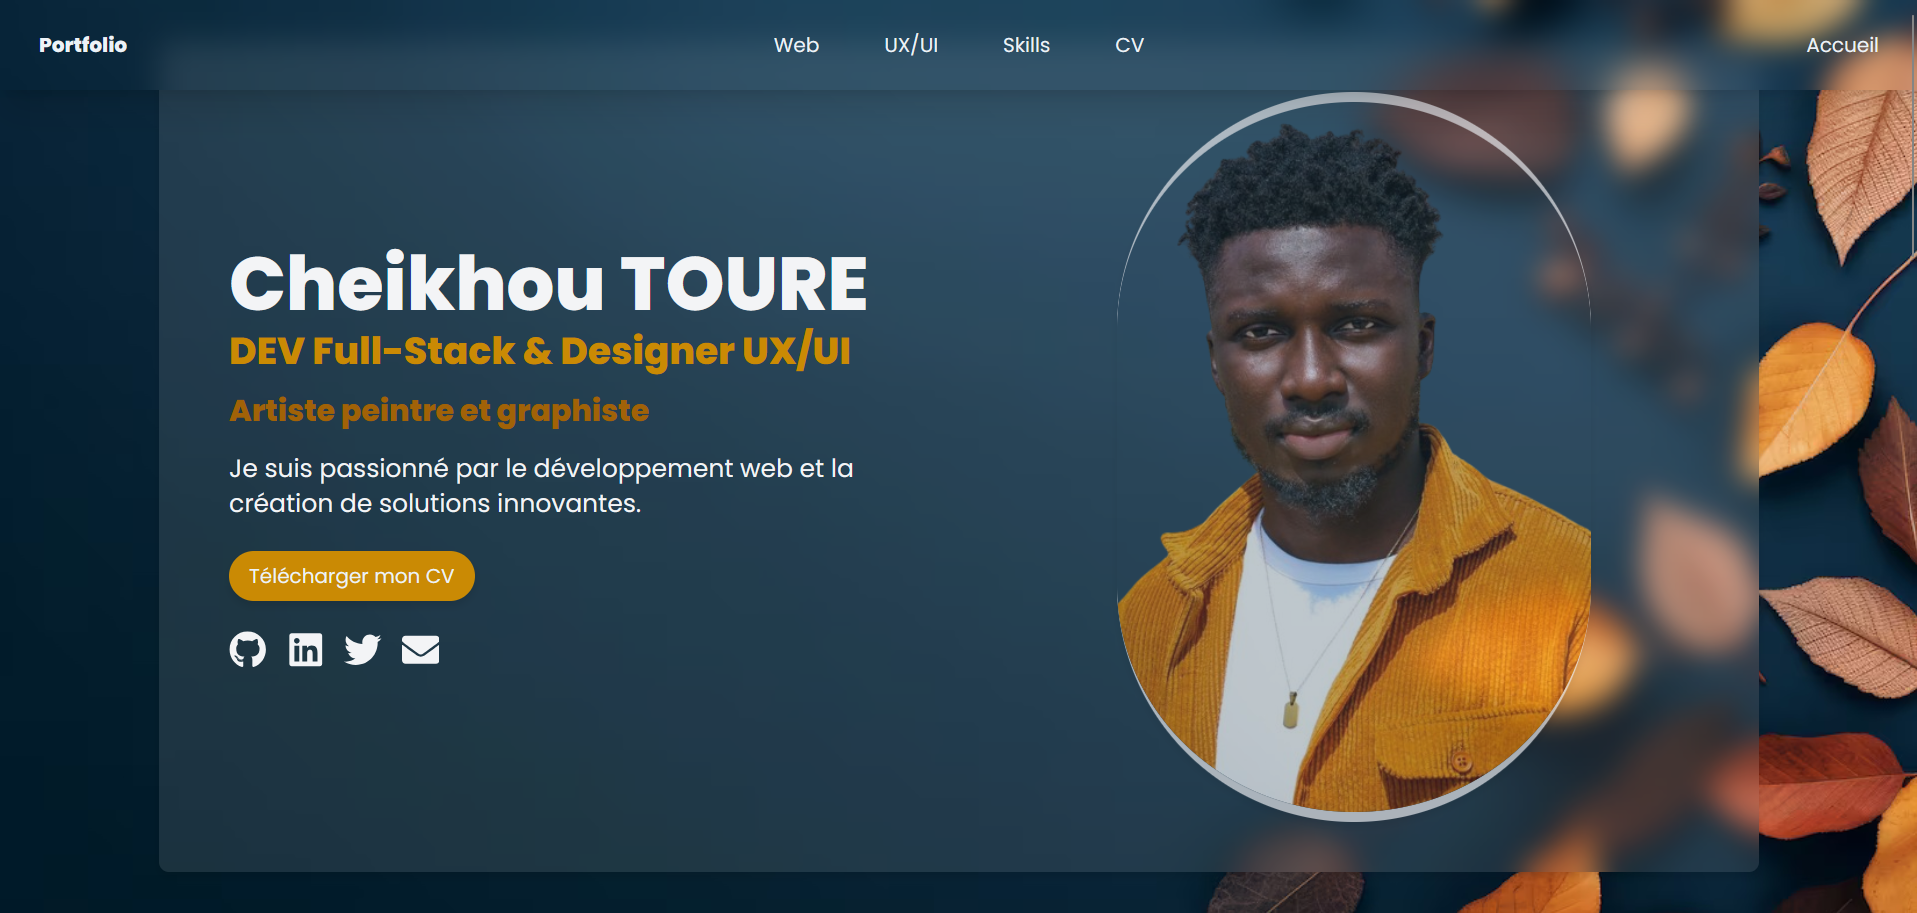 Portfolio
Web
UX/UI
Skills
CV
Accueil
Cheikhou TOURE
DEV Full-Stack & Designer UX/UI
Artiste peintre et graphiste
Je suis passionné par le développement web et la
création de solutions innovantes.
Télécharger mon CV
in